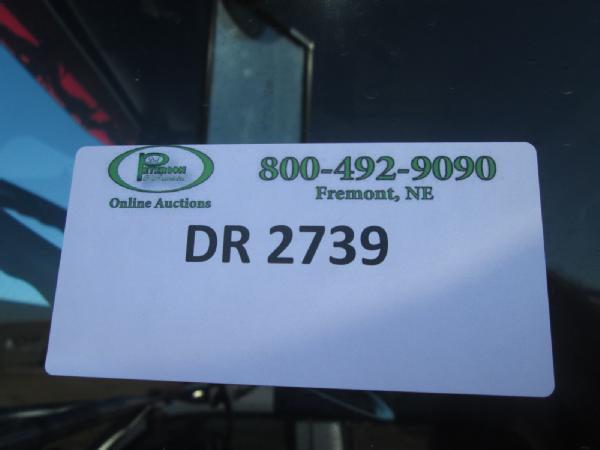 PETERSON
Online Auctions
800-492-9090
Fremont, NE
DR 2739